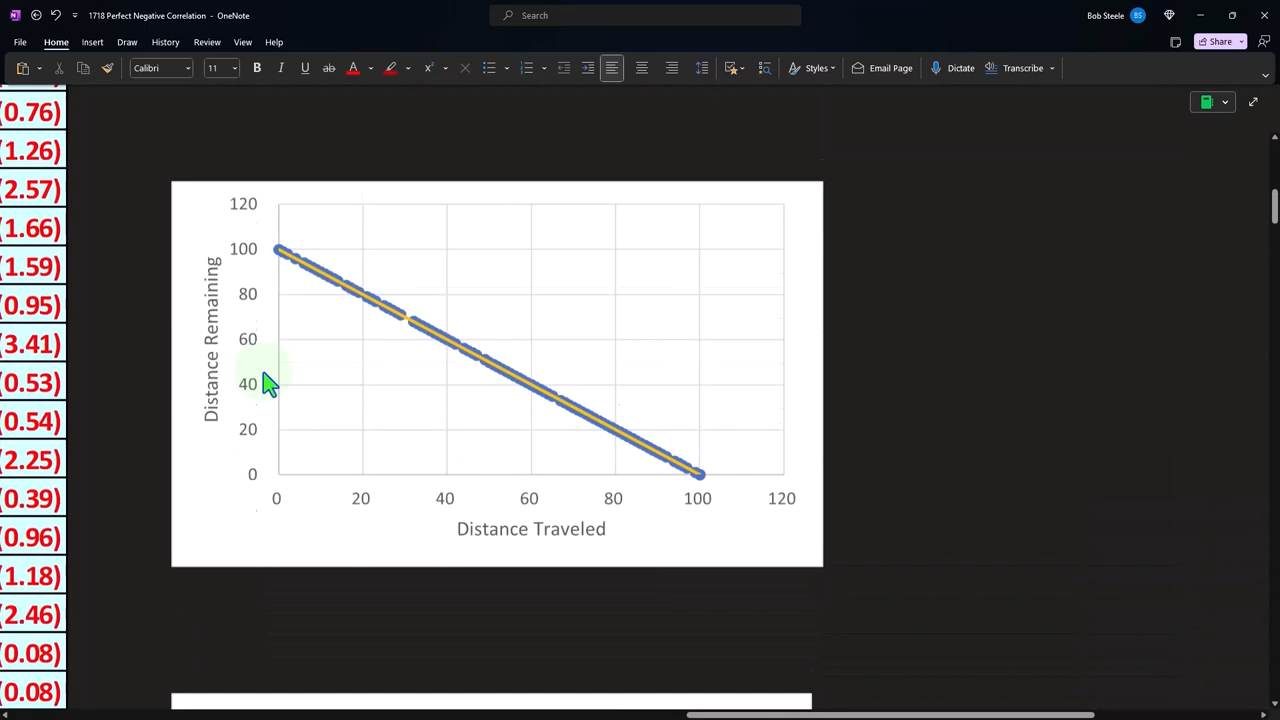 1718 Perfect Negative Correlation - OneNote
Search
Bob Steele
BS
File Home Insert Draw History Review View Help
Share
Calibri 11 B I U ab A x² Styles Email Page Dictate Transcribe
(0.76)
(1.26)
(2.57)
(1.66)
(1.59)
(0.95)
(3.41)
(0.53)
(0.54)
(2.25)
(0.39)
(0.96)
(1.18)
(2.46)
(0.08)
(0.08)
Distance Remaining
120
100
80
60
40
20
0
0 20 40 60 80 100 120
Distance Traveled